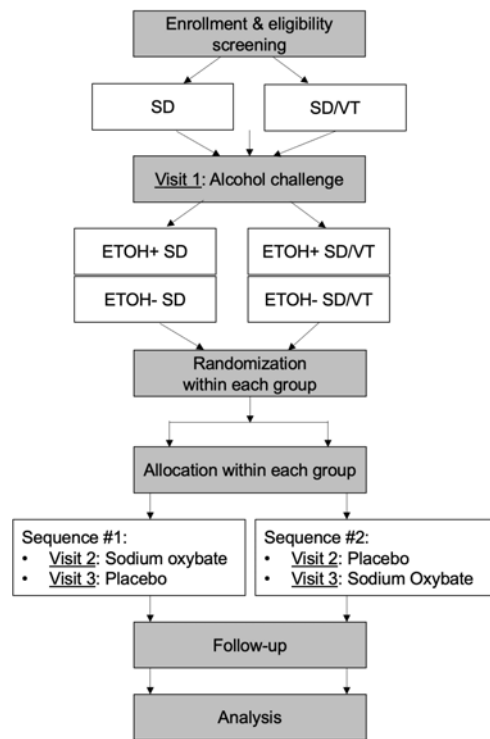 Enrollment & eligibility
screening
SD
SD/VT
Visit 1: Alcohol challenge
ETOH+ SD
ETOH+ SD/VT
ETOH- SD
ETOH- SD/VT
Randomization
within each group
Allocation within each group
Sequence #1:
• Visit 2: Sodium oxybate
• Visit 3: Placebo
Sequence #2:
• Visit 2: Placebo
• Visit 3: Sodium Oxybate
Follow-up
Analysis